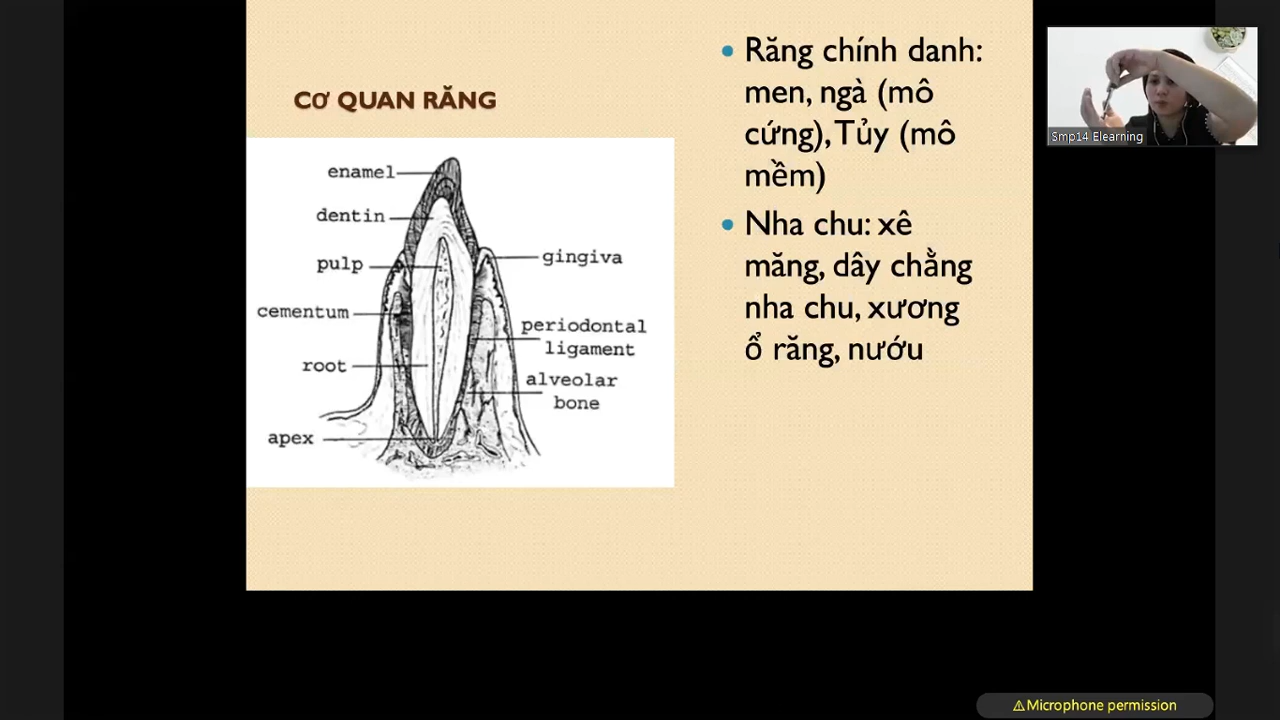 CƠ QUAN RĂNG
enamel
dentin
pulp
gingiva
cementum
periodontal
ligament
root
alveolar
bone
apex
• Răng chính danh:
men, ngà (mô
cứng), Tủy (mô
mềm)
• Nha chu: xê
măng, dây chằng
nha chu, xương
ổ răng, nướu
Smp14 Elearning
⚠Microphone permission